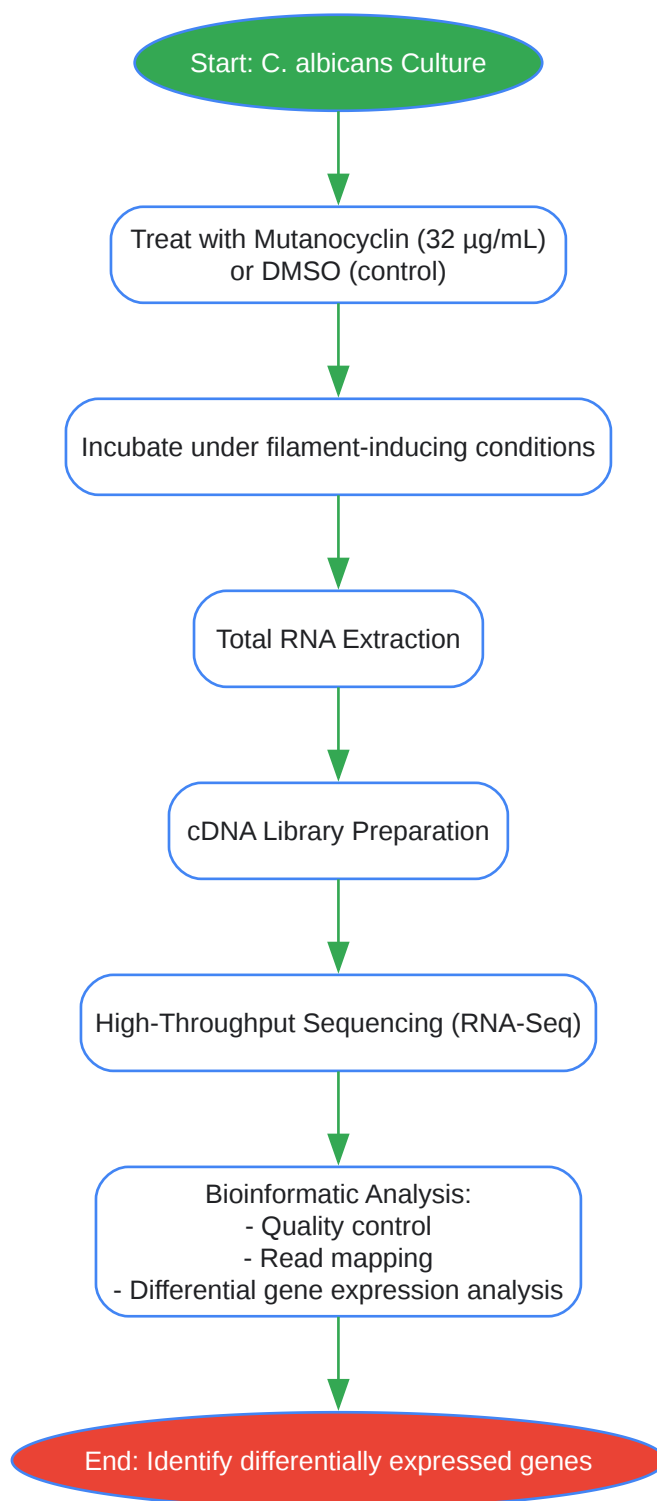 Start: C. albicans Culture
Treat with Mutanocyclin (32 µg/mL)
or DMSO (control)
Incubate under filament-inducing conditions
Total RNA Extraction
cDNA Library Preparation
High-Throughput Sequencing (RNA-Seq)
Bioinformatic Analysis:
- Quality control
- Read mapping
- Differential gene expression analysis
End: Identify differentially expressed genes